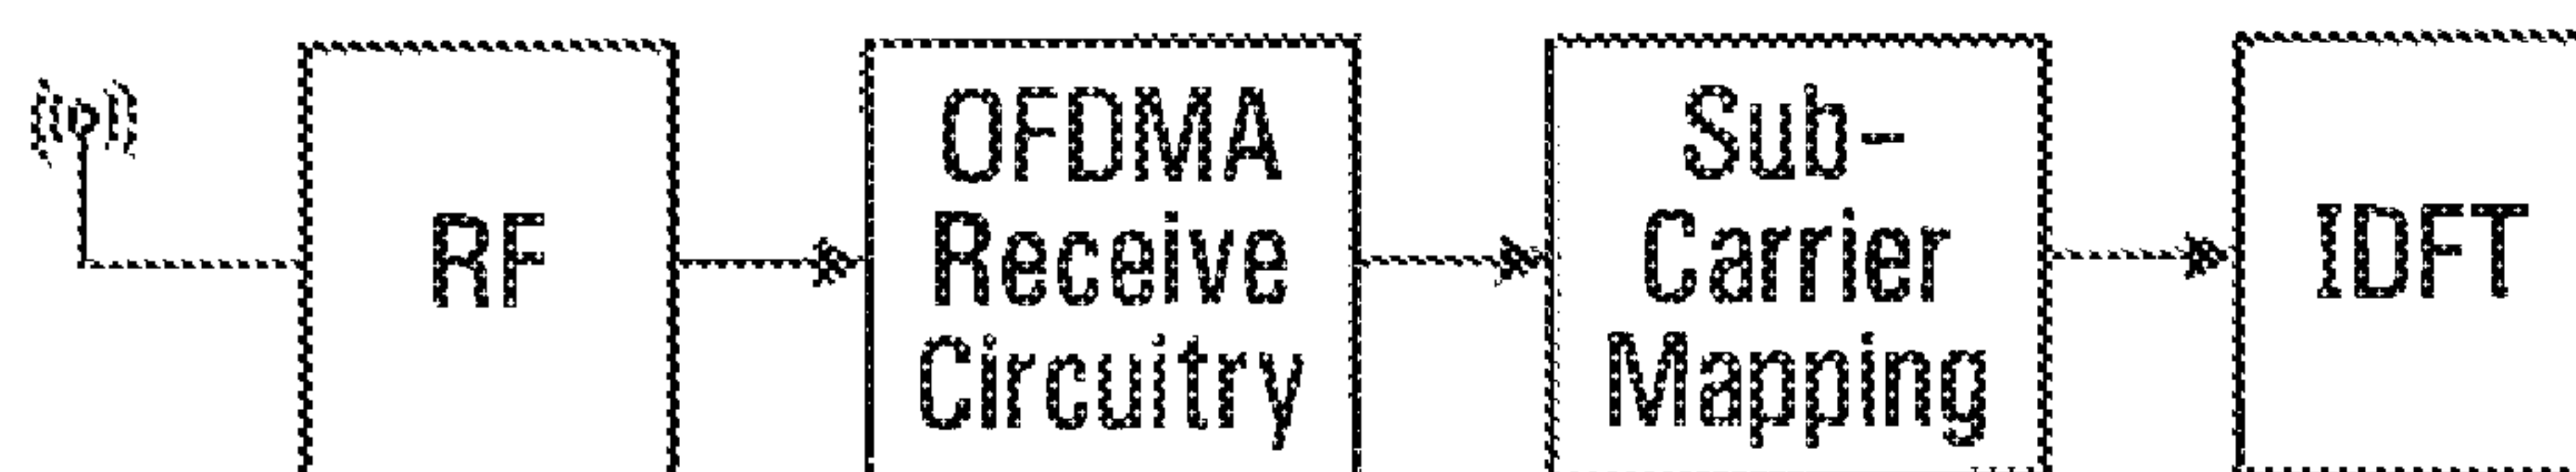 RF
OFDMA
Receive
Circuitry
Sub-
Carrier
Mapping
IDFT